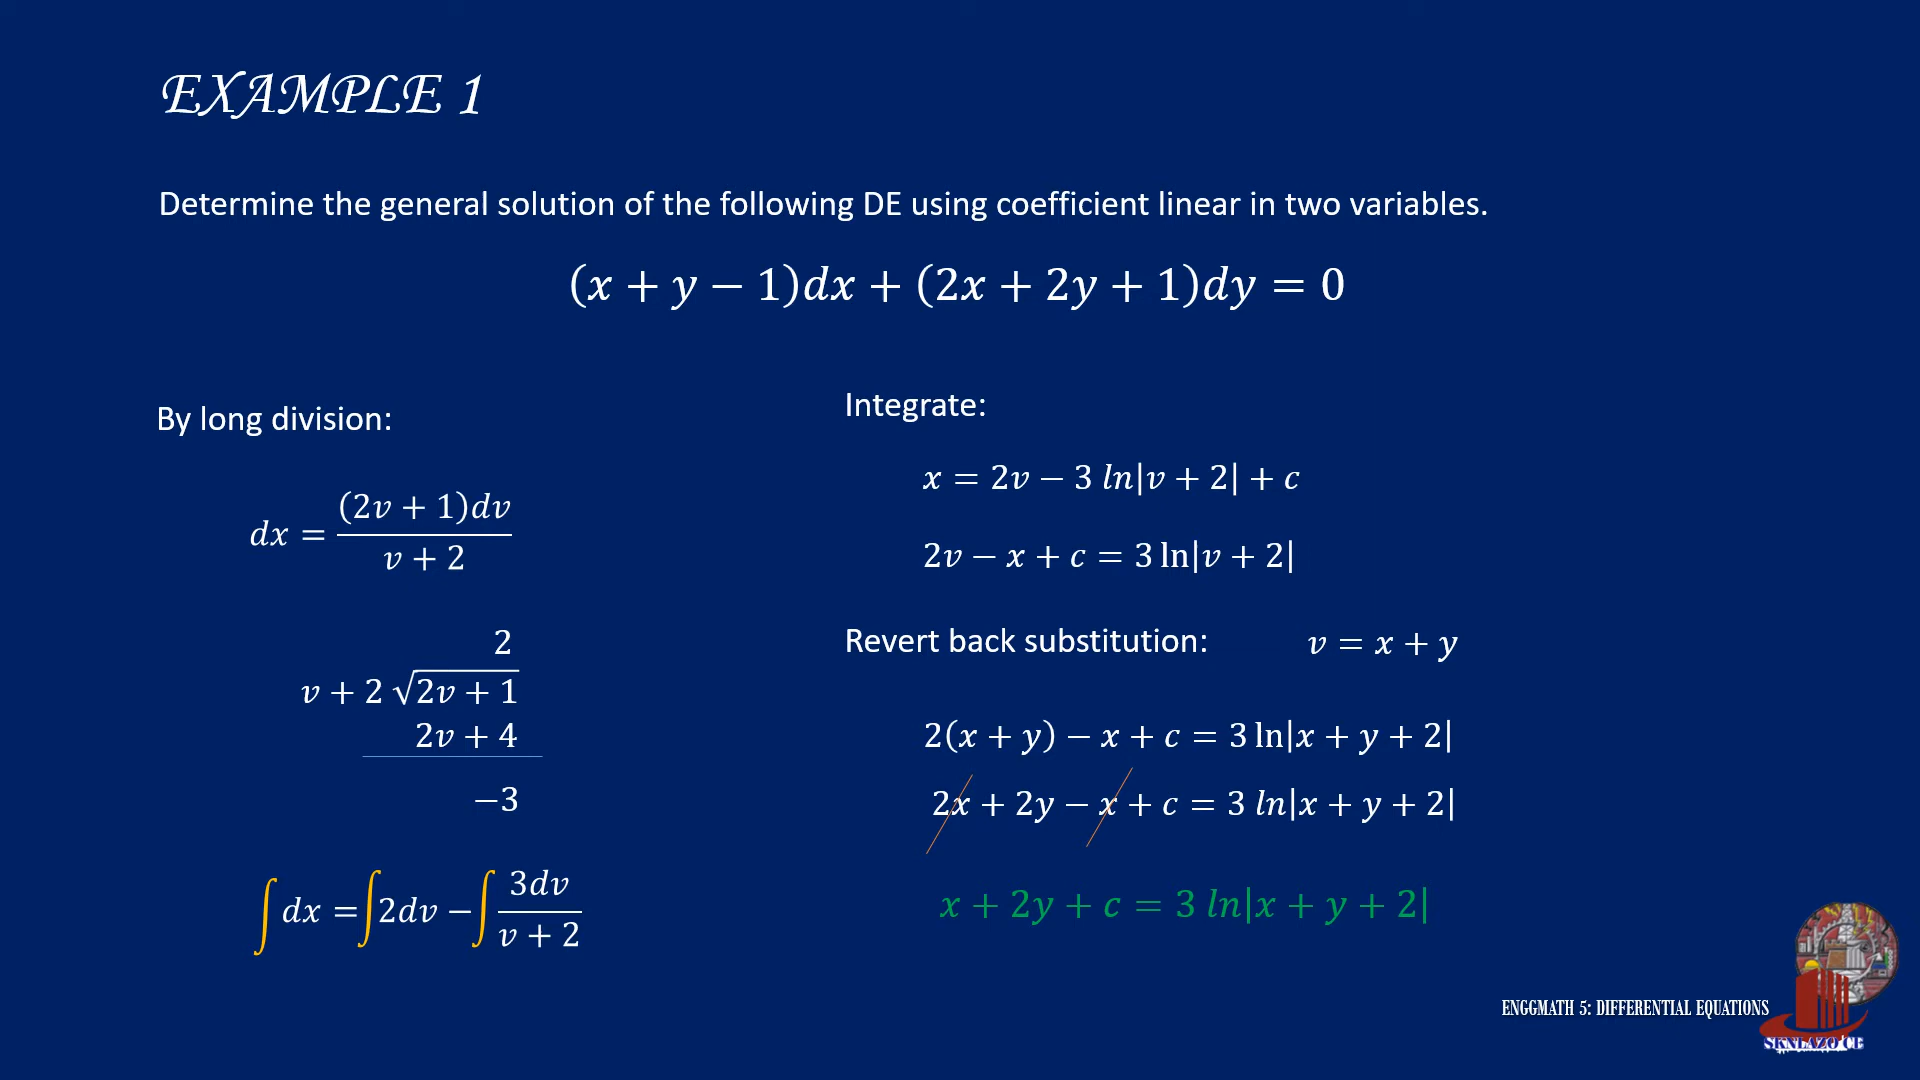 EXAMPLE 1
Determine the general solution of the following DE using coefficient linear in two variables.
(x + y − 1)dx + (2x + 2y + 1)dy = 0
By long division:
dx = (2v + 1)dv / v + 2
2
v + 2 √2v + 1
2v + 4
−3
∫ dx = ∫ 2dv − ∫ 3dv / v + 2
Integrate:
x = 2v − 3 ln|v + 2| + c
2v − x + c = 3 ln|v + 2|
Revert back substitution: v = x + y
2(x + y) − x + c = 3 ln|x + y + 2|
2x + 2y − x + c = 3 ln|x + y + 2|
x + 2y + c = 3 ln|x + y + 2|
ENGGMATH 5: DIFFERENTIAL EQUATIONS